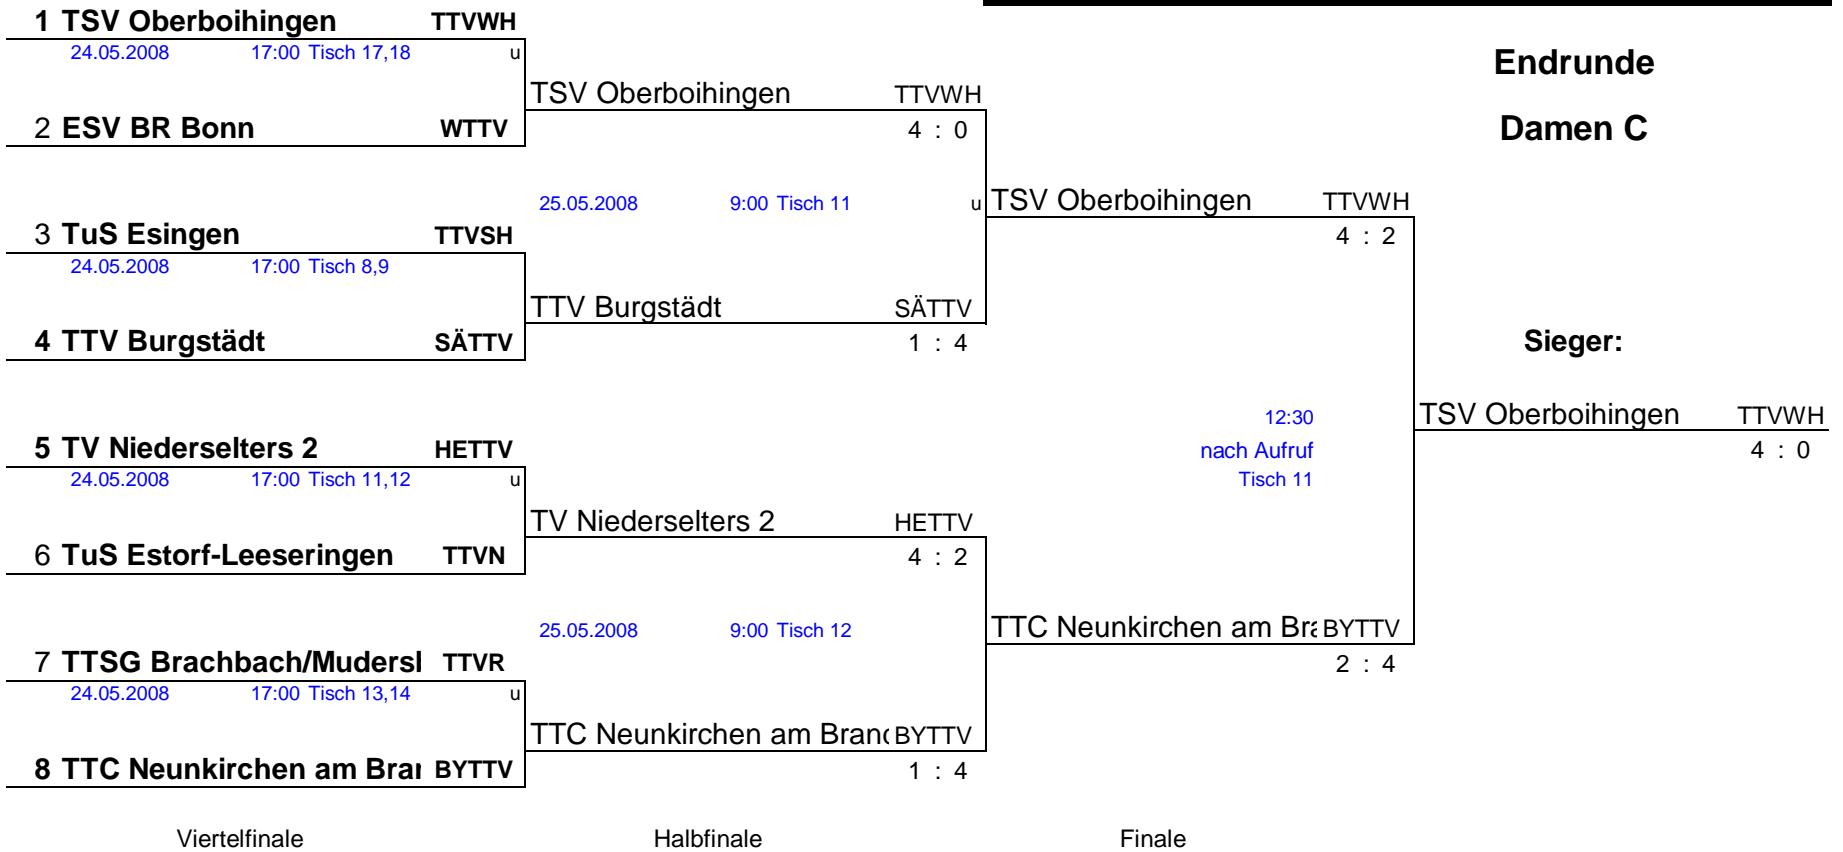 1 TSV Oberboihingen TTVWH
24.05.2008 17:00 Tisch 17,18 u
Endrunde
TSV Oberboihingen TTVWH
2 ESV BR Bonn WTTV 4 : 0 Damen C
25.05.2008 9:00 Tisch 11 u TSV Oberboihingen TTVWH
3 TuS Esingen TTVSH 4 : 2
24.05.2008 17:00 Tisch 8,9
TTV Burgstädt SÄTTV
4 TTV Burgstädt SÄTTV 1 : 4 Sieger:
12:30 TSV Oberboihingen TTVWH
5 TV Niederselters 2 HETTV nach Aufruf 4 : 0
24.05.2008 17:00 Tisch 11,12 u Tisch 11
TV Niederselters 2 HETTV
6 TuS Estorf-Leeseringen TTVN 4 : 2
25.05.2008 9:00 Tisch 12 TTC Neunkirchen am Bra BYTTV
7 TTSG Brachbach/Muders TTVR 2 : 4
24.05.2008 17:00 Tisch 13,14 u
TTC Neunkirchen am Branc BYTTV
8 TTC Neunkirchen am Bra BYTTV 1 : 4
Viertelfinale Halbfinale Finale